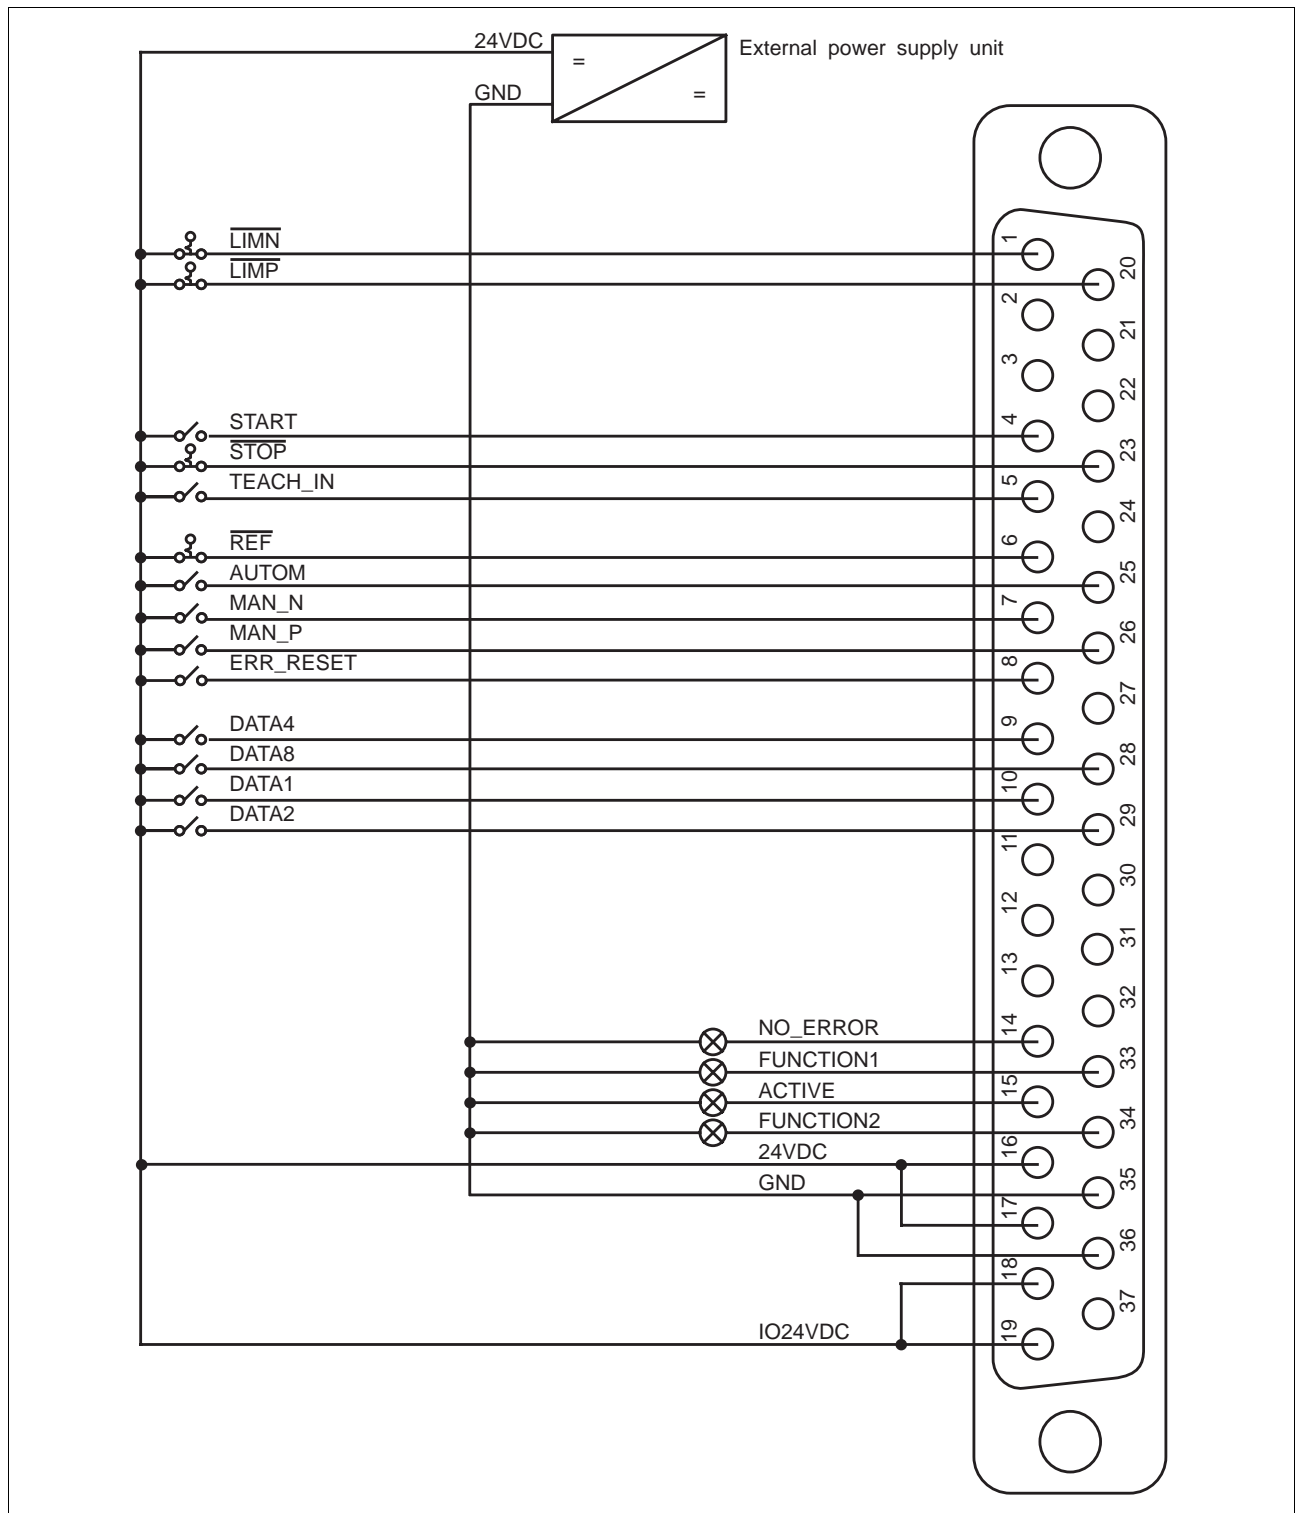 24VDC
=
External power supply unit
GND
=
LIMN
LIMP
START
STOP
TEACH_IN
REF
AUTOM
MAN_N
MAN_P
ERR_RESET
DATA4
DATA8
DATA1
DATA2
NO_ERROR
FUNCTION1
ACTIVE
FUNCTION2
24VDC
GND
IO24VDC
1
2
3
4
5
6
7
8
9
10
11
12
13
14
15
16
17
18
19
20
21
22
23
24
25
26
27
28
29
30
31
32
33
34
35
36
37